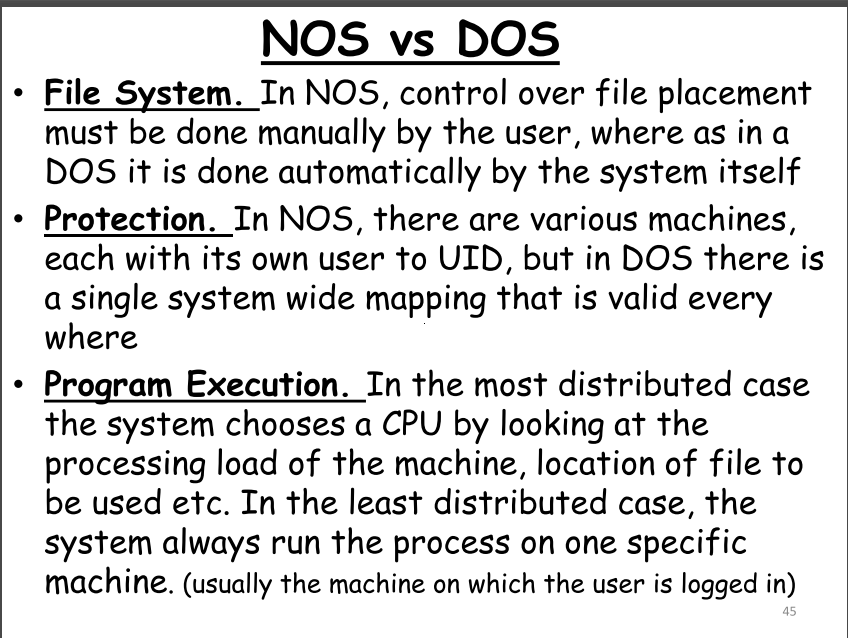 NOS vs DOS
• File System. In NOS, control over file placement
must be done manually by the user, where as in a
DOS it is done automatically by the system itself
• Protection. In NOS, there are various machines,
each with its own user to UID, but in DOS there is
a single system wide mapping that is valid every
where
• Program Execution. In the most distributed case
the system chooses a CPU by looking at the
processing load of the machine, location of file to
be used etc. In the least distributed case, the
system always run the process on one specific
machine. (usually the machine on which the user is logged in)
45